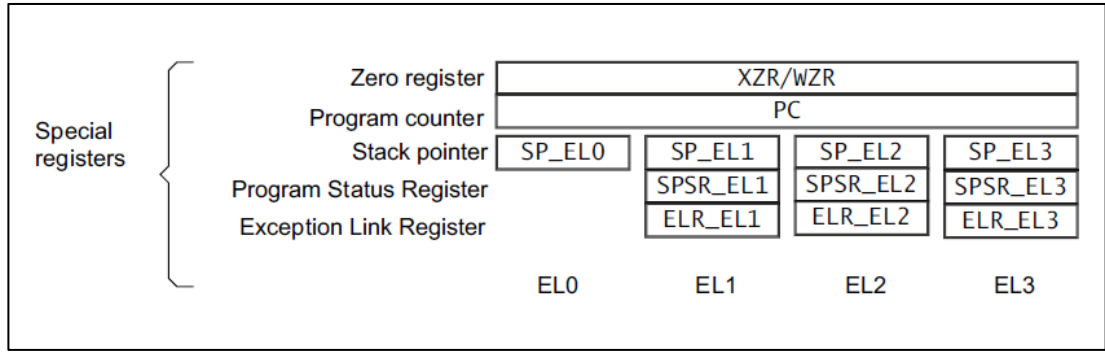 Zero register XZR/WZR
Program counter PC
Special
registers
Stack pointer SP_EL0 SP_EL1 SP_EL2 SP_EL3
Program Status Register SPSR_EL1 SPSR_EL2 SPSR_EL3
Exception Link Register ELR_EL1 ELR_EL2 ELR_EL3
EL0 EL1 EL2 EL3